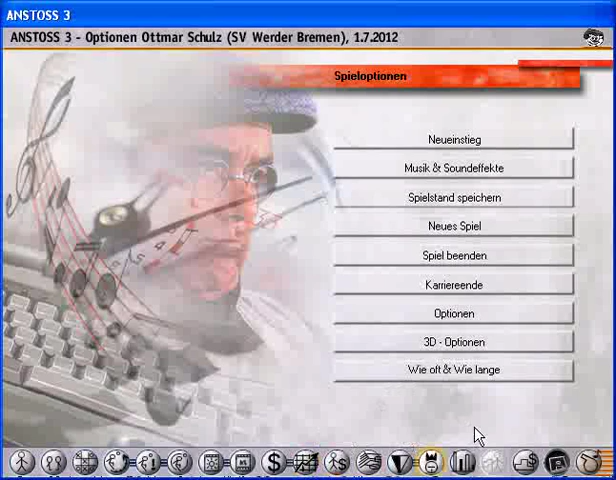 ANSTOSS 3
ANSTOSS 3 - Optionen Ottmar Schulz (SV Werder Bremen), 1.7.2012
Spieloptionen
Neueinstieg
Musik & Soundeffekte
Spielstand speichern
Neues Spiel
Spiel beenden
Karriereende
Optionen
3D - Optionen
Wie oft & Wie lange